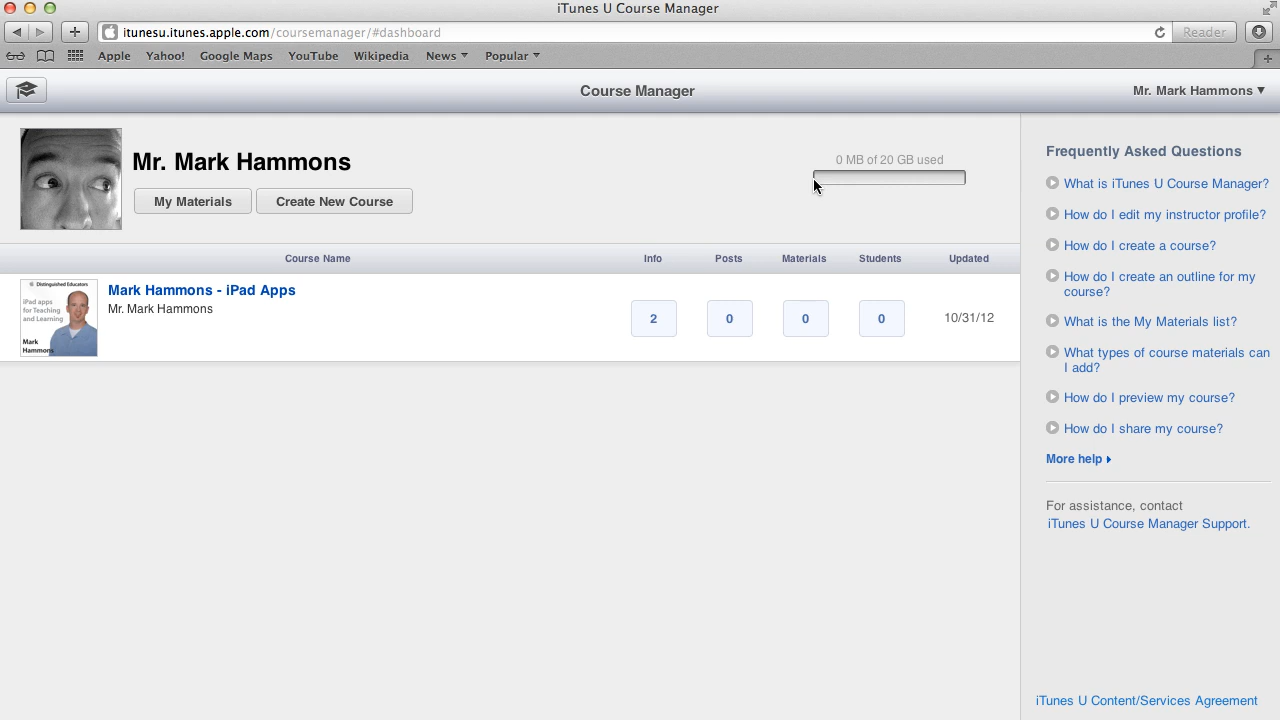 iTunes U Course Manager
itunesu.itunes.apple.com/coursemanager/#dashboard
Reader
Apple Yahoo! Google Maps YouTube Wikipedia News Popular
Course Manager
Mr. Mark Hammons
Mr. Mark Hammons
0 MB of 20 GB used
My Materials
Create New Course
Course Name Info Posts Materials Students Updated
Distinguished Educators
iPad apps
for Teaching
and Learning
Mark
Hammons
Mark Hammons - iPad Apps
Mr. Mark Hammons
2 0 0 0 10/31/12
Frequently Asked Questions
What is iTunes U Course Manager?
How do I edit my instructor profile?
How do I create a course?
How do I create an outline for my
course?
What is the My Materials list?
What types of course materials can
I add?
How do I preview my course?
How do I share my course?
More help
For assistance, contact
iTunes U Course Manager Support.
iTunes U Content/Services Agreement